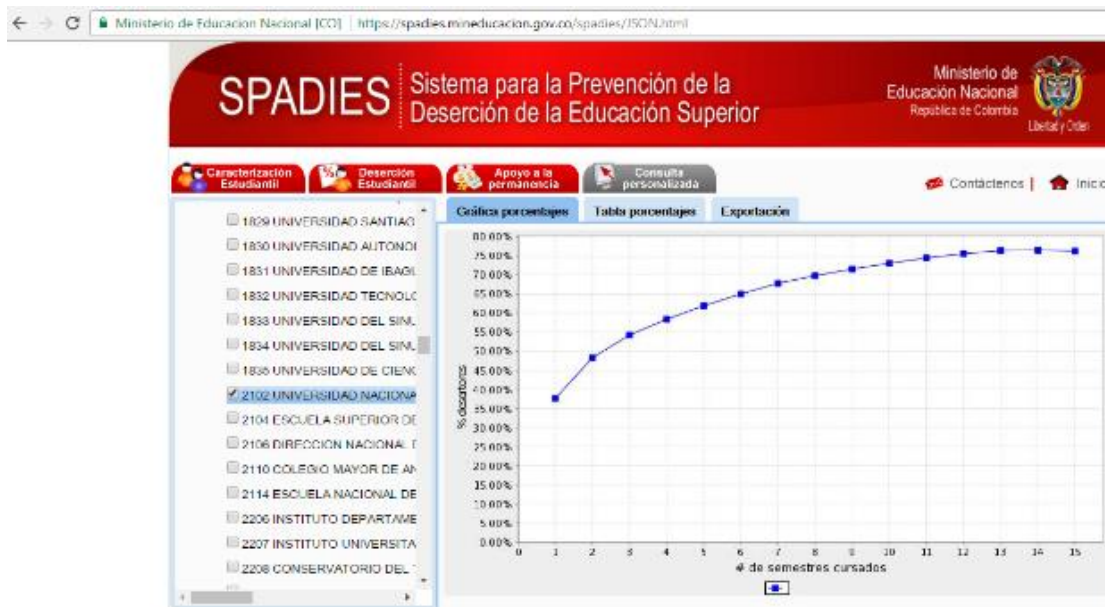 Ministerio de Educacion Nacional [CO] | https://spadies.mineducacion.gov.co/spadies/JSON.html
SPADIES
Sistema para la Prevención de la
Deserción de la Educación Superior
Ministerio de
Educación Nacional
República de Colombia
Libertad y Orden
Caracterización
Estudiantil
Deserción
Estudiantil
Apoyo a la
permanencia
Consulta
personalizada
Contáctenos |
Inicio
Gráfica porcentajes
Tabla porcentajes
Exportación
1829 UNIVERSIDAD SANTIAG
1830 UNIVERSIDAD AUTONO
1831 UNIVERSIDAD DE IBAG
1832 UNIVERSIDAD TECNOLO
1833 UNIVERSIDAD DEL SINU
1834 UNIVERSIDAD DEL SINU
1835 UNIVERSIDAD DE CIENC
2102 UNIVERSIDAD NACIONA
2104 ESCUELA SUPERIOR DE
2106 DIRECCION NACIONAL D
2110 COLEGIO MAYOR DE AN
2114 ESCUELA NACIONAL DE
2206 INSTITUTO DEPARTAME
2207 INSTITUTO UNIVERSITA
2208 CONSERVATORIO DEL
80.00%
75.00%
70.00%
65.00%
60.00%
55.00%
50.00%
45.00%
40.00%
35.00%
30.00%
25.00%
20.00%
15.00%
10.00%
5.00%
0.00%
% desertores
0 1 2 3 4 5 6 7 8 9 10 11 12 13 14 15
# de semestres cursados